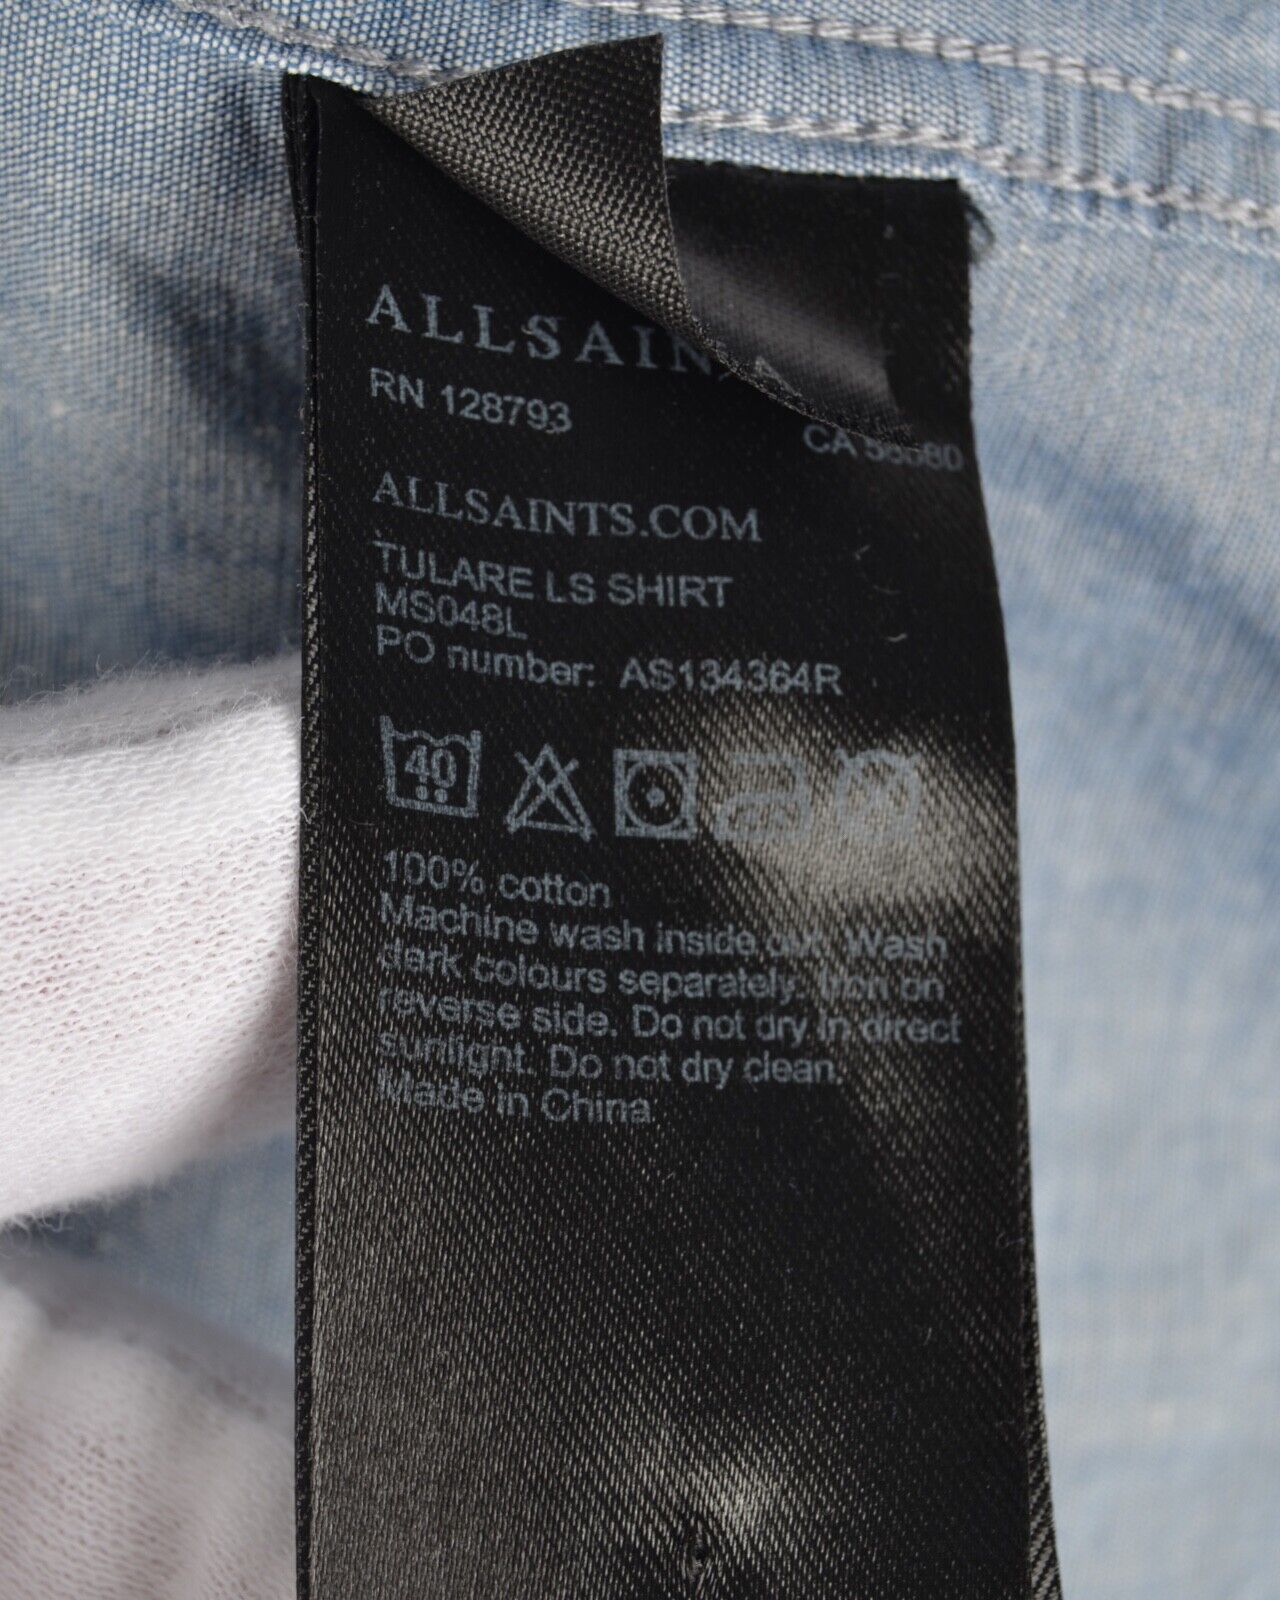 ALLSAINTS
RN 128793
CA
ALLSAINTS.COM
TULARE LS SHIRT
MS048L
PO number: AS134364R
40
100% cotton
Machine wash inside out. Wash
dark colours separately. Iron on
reverse side. Do not dry in direct
sunlight. Do not dry clean.
Made in China